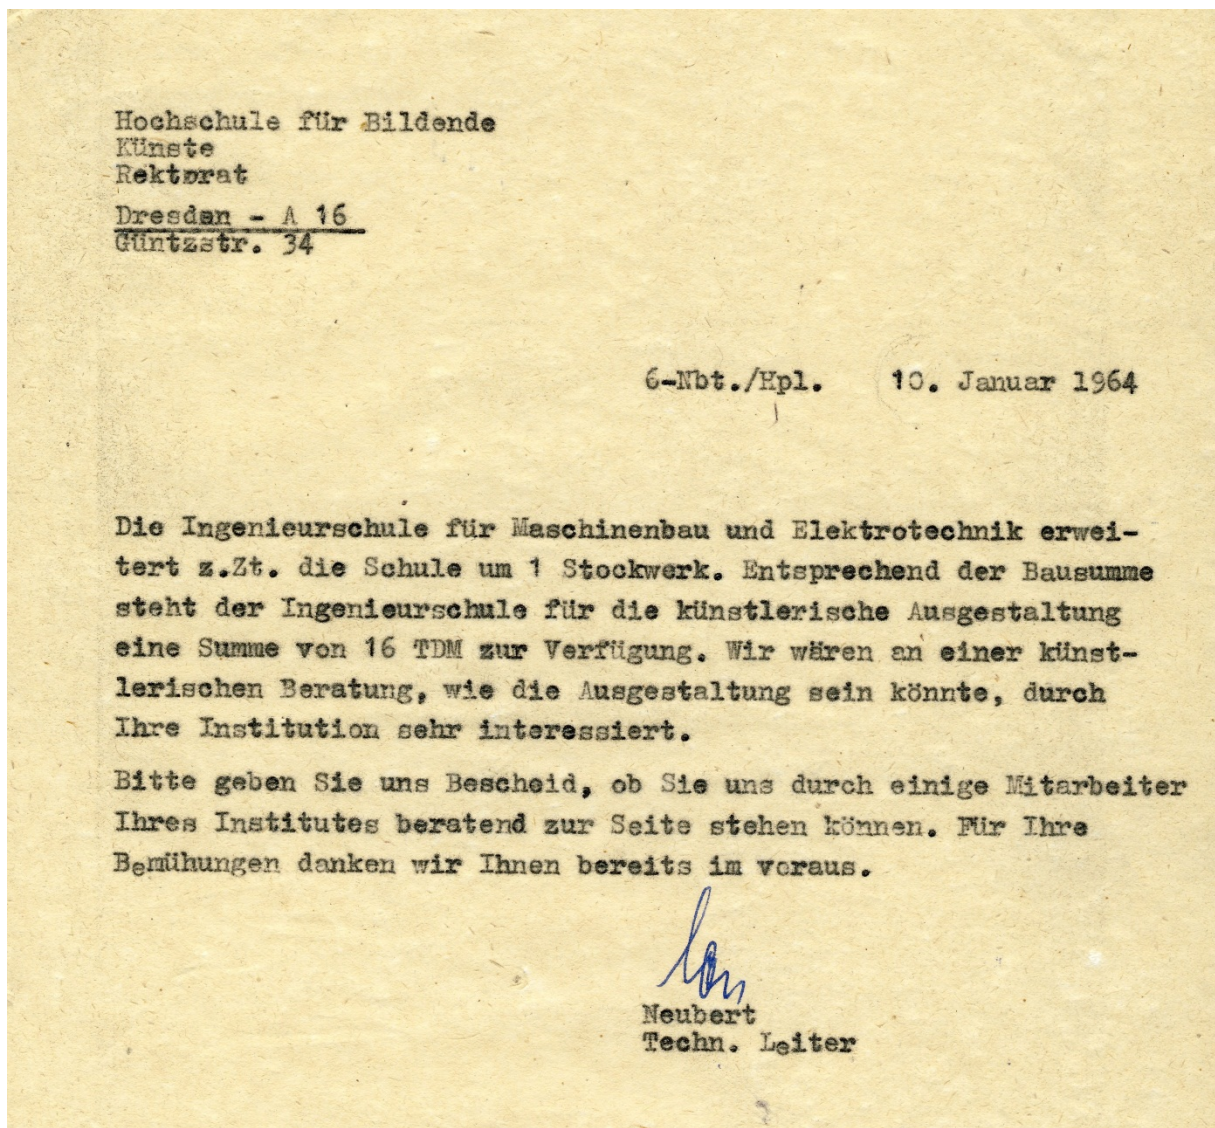 Hochschule für Bildende
Künste
Rektorat
Dresden - A 16
Güntzstr. 34
6-Nbt./Hpl. 10. Januar 1964
Die Ingenieurschule für Maschinenbau und Elektrotechnik erwei-
tert z.Zt. die Schule um 1 Stockwerk. Entsprechend der Bausumme
steht der Ingenieurschule für die künstlerische Ausgestaltung
eine Summe von 16 TDM zur Verfügung. Wir wären an einer künst-
lerischen Beratung, wie die Ausgestaltung sein könnte, durch
Ihre Institution sehr interessiert.
Bitte geben Sie uns Bescheid, ob Sie uns durch einige Mitarbeiter
Ihres Institutes beratend zur Seite stehen können. Für Ihre
Bemühungen danken wir Ihnen bereits im voraus.
Neubert
Techn. Leiter